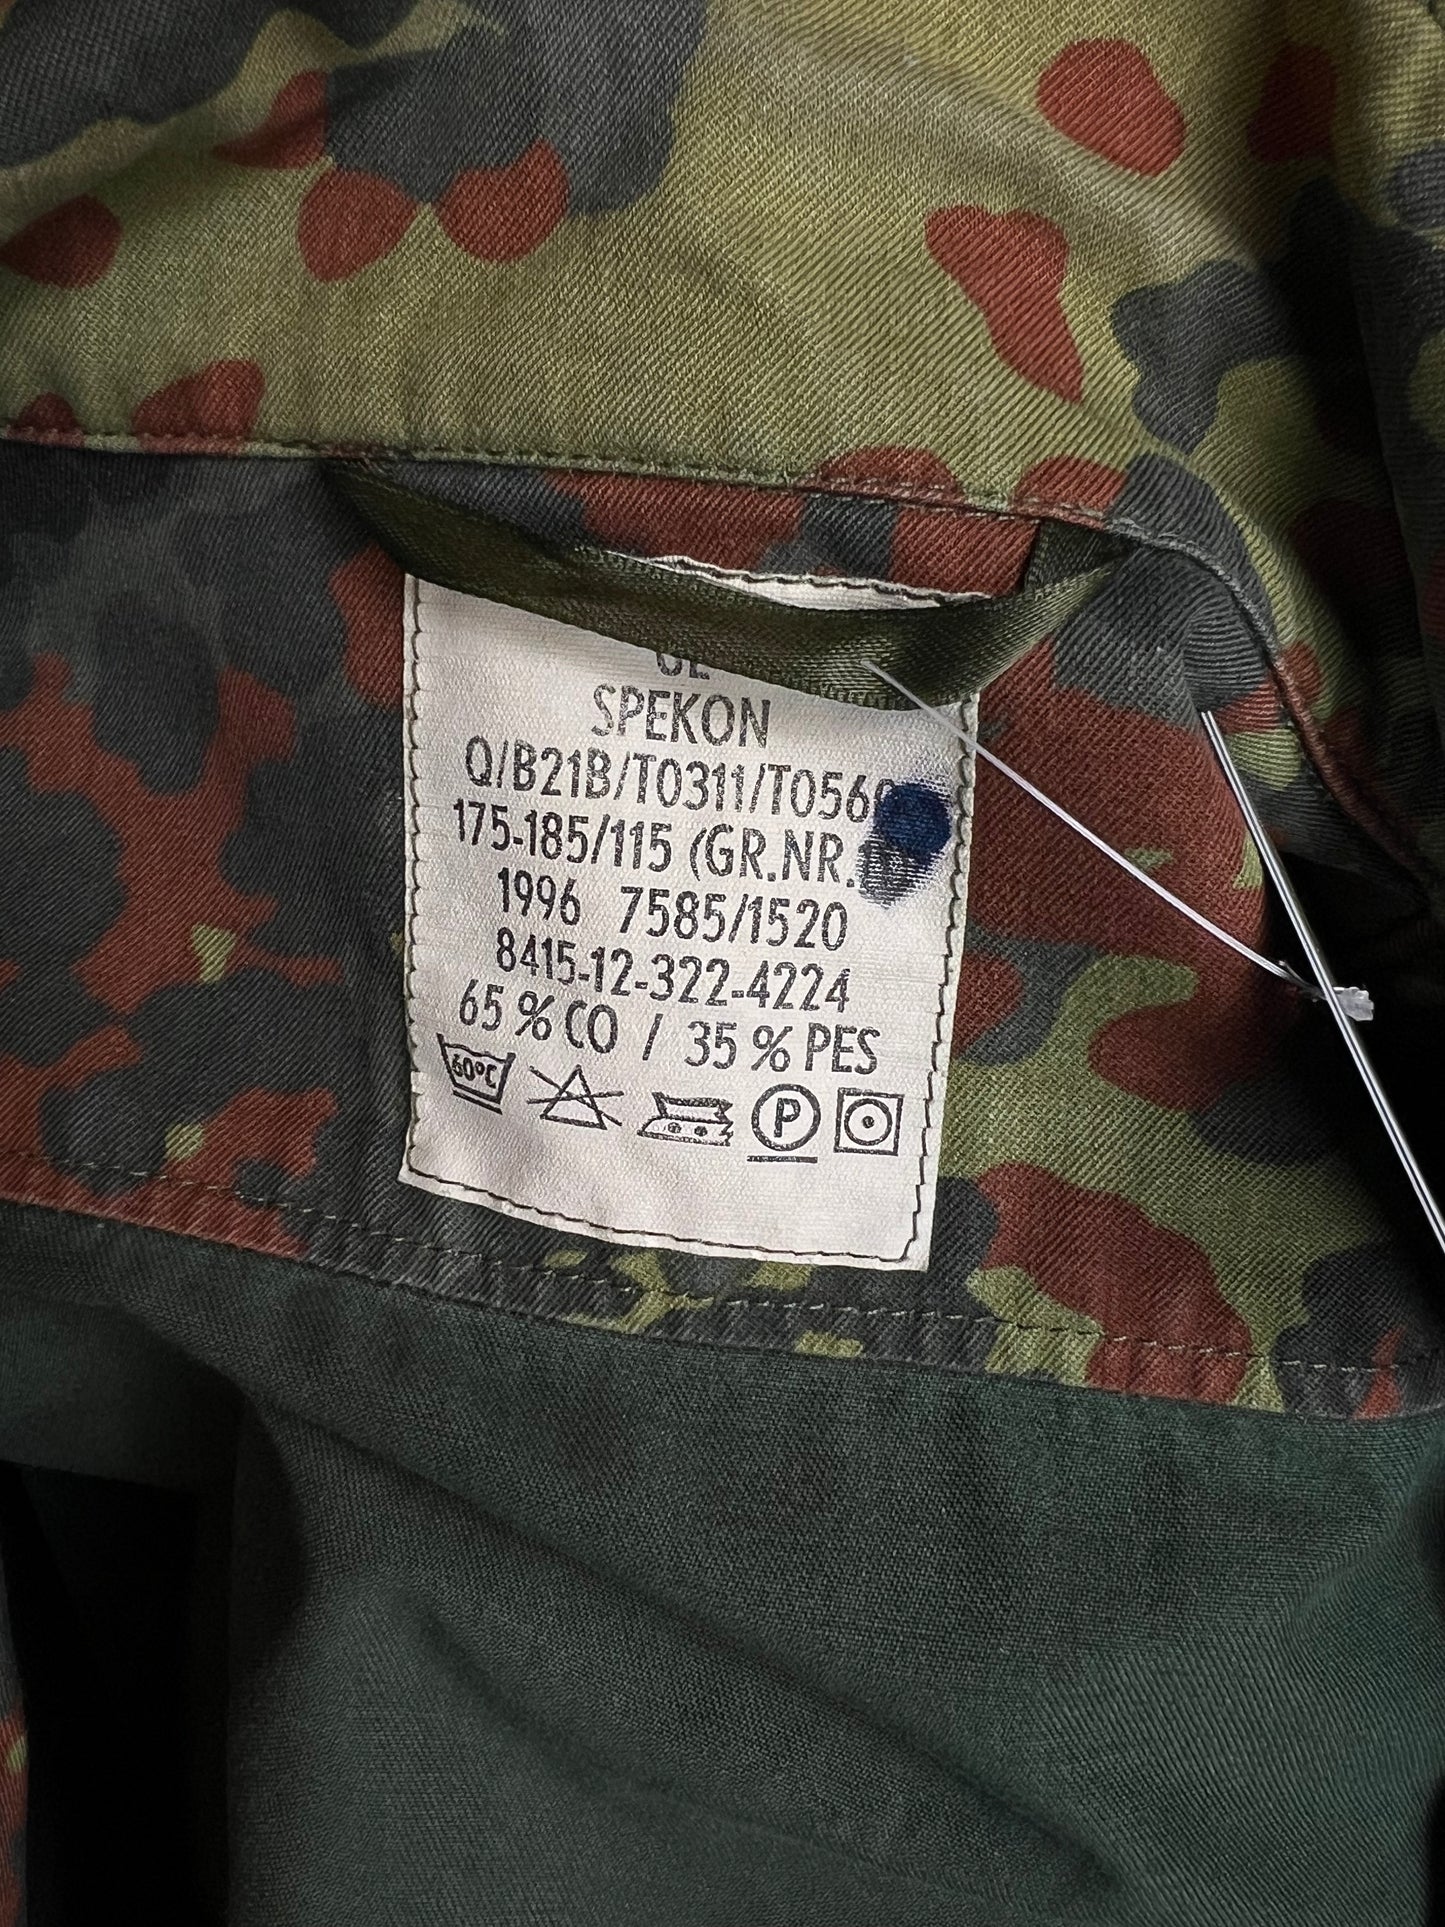 SPEKON
Q/B21B/T0311/T056
175-185/115 (GR.NR.
1996 7585/1520
8415-12-322-4224
65% CO / 35% PES
60°C P